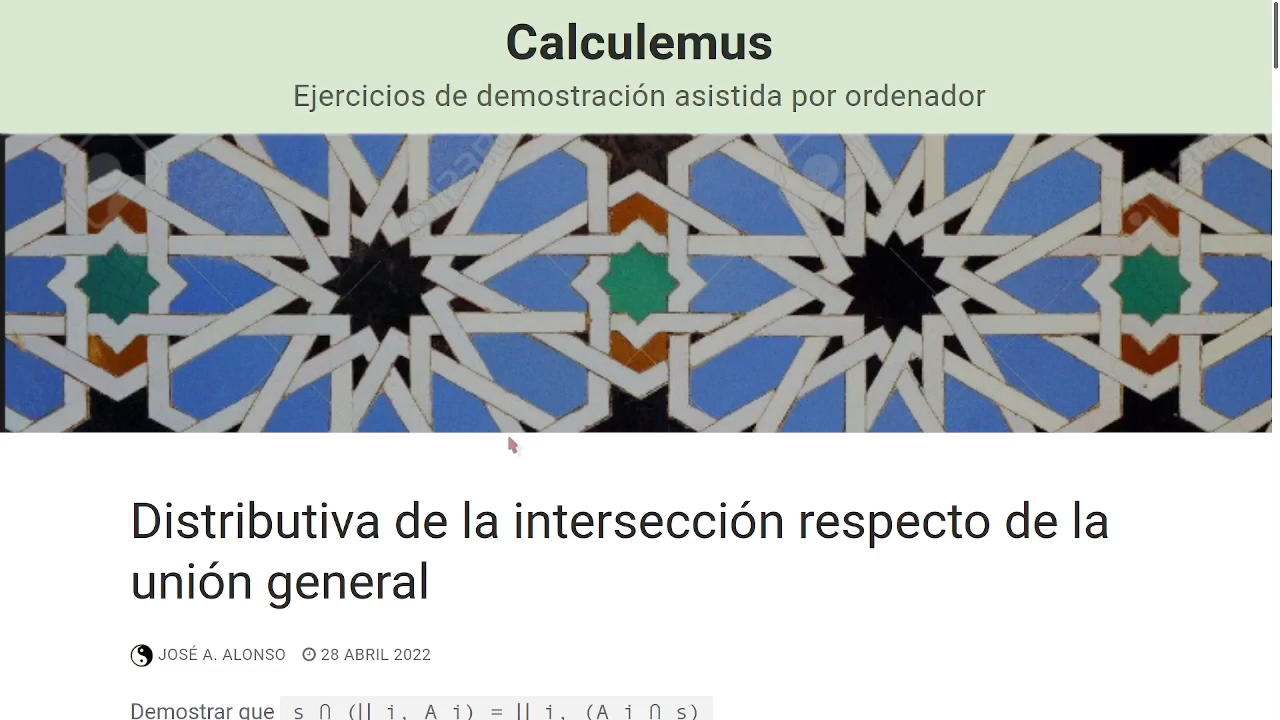 Calculemus
Ejercicios de demostración asistida por ordenador
Distributiva de la intersección respecto de la
unión general
JOSÉ A. ALONSO 28 ABRIL 2022
Demostrar que s ∩ (⋃ i, A i) = ⋃ i, (A i ∩ s)